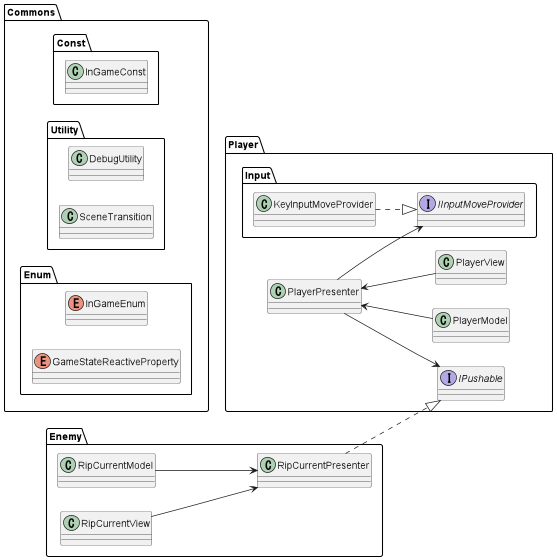 Commons
Const
C InGameConst
Utility
C DebugUtility
C SceneTransition
Enum
E InGameEnum
E GameStateReactiveProperty
Player
Input
C KeyInputMoveProvider
I IInputMoveProvider
C PlayerView
C PlayerPresenter
C PlayerModel
I IPushable
Enemy
C RipCurrentModel
C RipCurrentPresenter
C RipCurrentView